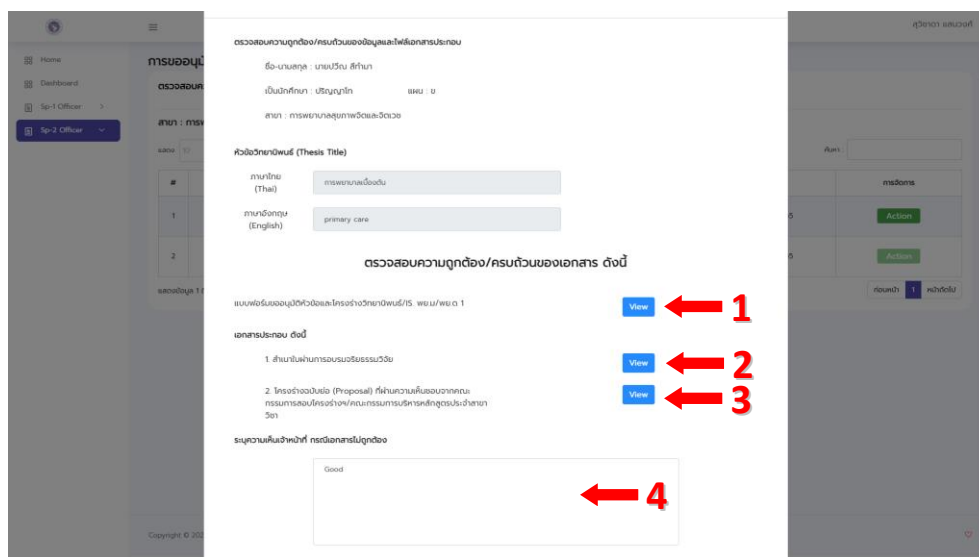 สุวิชาดา แสนวงศ์
ตรวจสอบความถูกต้อง/ครบถ้วนของข้อมูลและไฟล์เอกสารประกอบ
Home
การขออนุมั
ชื่อ-นามสกุล : นายปวีณ สีทำมา
Dashboard
ตรวจสอบค
เป็นนักศึกษา : ปริญญาโท แผน : ข
Sp-1 Officer
สาขา : การพยาบาลสุขภาพจิตและจิตเวช
Sp-2 Officer
สาขา : การพ
แสดง 10
ค้นหา :
หัวข้อวิทยานิพนธ์ (Thesis Title)
ภาษาไทย
(Thai)
การพยาบาลเบื้องต้น
# การจัดการ
1 Action
ภาษาอังกฤษ
(English)
primary care
2 Action
ตรวจสอบความถูกต้อง/ครบถ้วนของเอกสาร ดังนี้
แสดงข้อมูล 1 ก่อนหน้า 1 หน้าถัดไป
แบบฟอร์มขออนุมัติหัวข้อและโครงร่างวิทยานิพนธ์/IS. พย.ม/พย.ด. 1 View 1
เอกสารประกอบ ดังนี้
1. สำเนาใบผ่านการอบรมจริยธรรมวิจัย View 2
2. โครงร่างฉบับย่อ (Proposal) ที่ผ่านความเห็นชอบจากคณะ View 3
กรรมการสอบโครงร่างฯ/คณะกรรมการบริหารหลักสูตรประจำสาขา
วิชา
ระบุความเห็นเจ้าหน้าที่ กรณีเอกสารไม่ถูกต้อง
Good
4
Copyright © 202